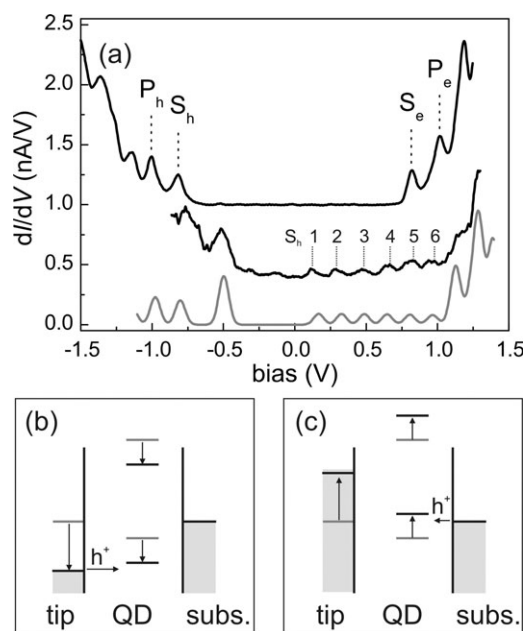 (a)
dI/dV (nA/V)
2.5
2.0
1.5
1.0
0.5
0.0
P_h
S_h
S_e
P_e
S_h 1 2 3 4 5 6
-1.5 -1.0 -0.5 0.0 0.5 1.0 1.5
bias (V)
(b)
h⁺
tip QD subs.
(c)
h⁺
tip QD subs.